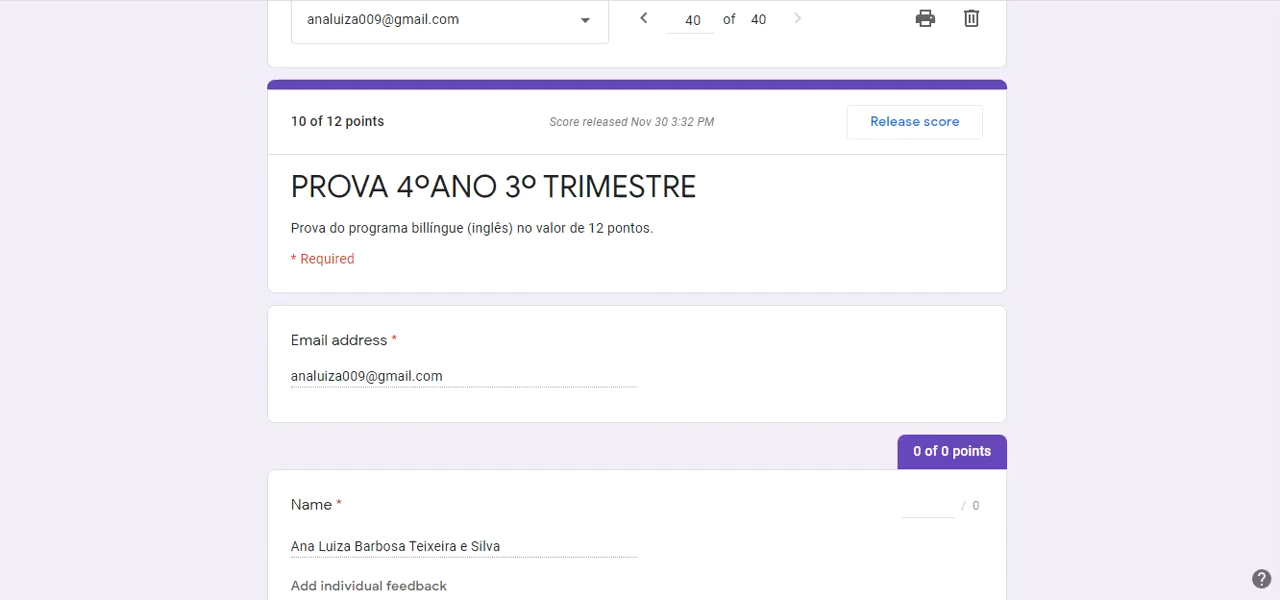 analuiza009@gmail.com
40 of 40
10 of 12 points
Score released Nov 30 3:32 PM
Release score
PROVA 4ºANO 3º TRIMESTRE
Prova do programa billíngue (inglês) no valor de 12 pontos.
* Required
Email address *
analuiza009@gmail.com
0 of 0 points
Name *
/ 0
Ana Luiza Barbosa Teixeira e Silva
Add individual feedback